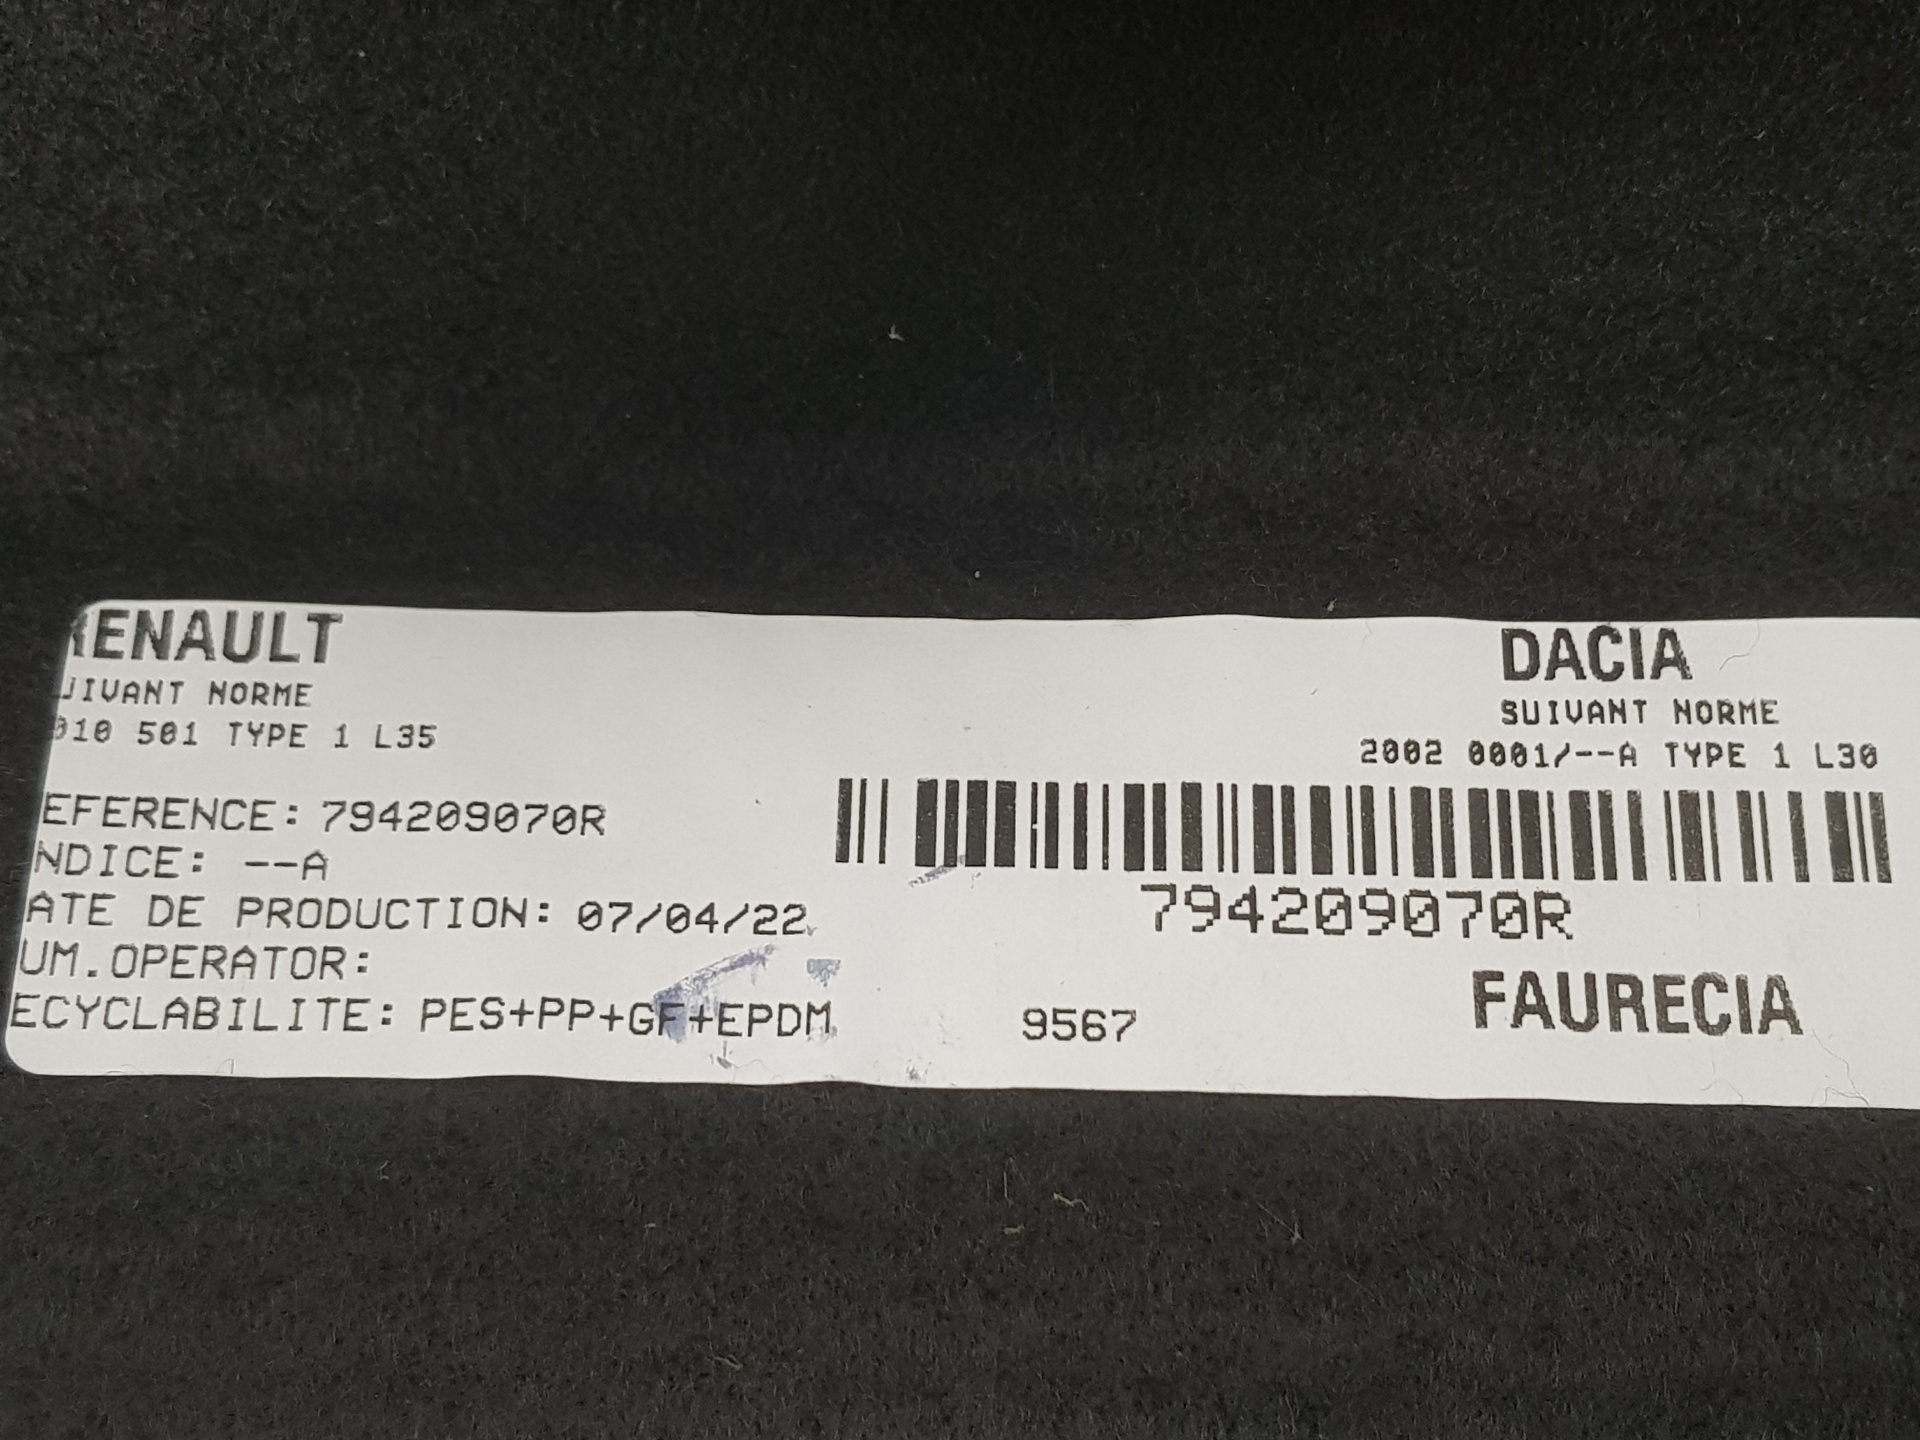 RENAULT
UIVANT NORME
010 501 TYPE 1 L35
EFERENCE: 794209070R
NDICE: --A
ATE DE PRODUCTION: 07/04/22
UM.OPERATOR:
ECYCLABILITE: PES+PP+GF+EPDM
DACIA
SUIVANT NORME
2002 0001/--A TYPE 1 L30
794209070R
9567
FAURECIA